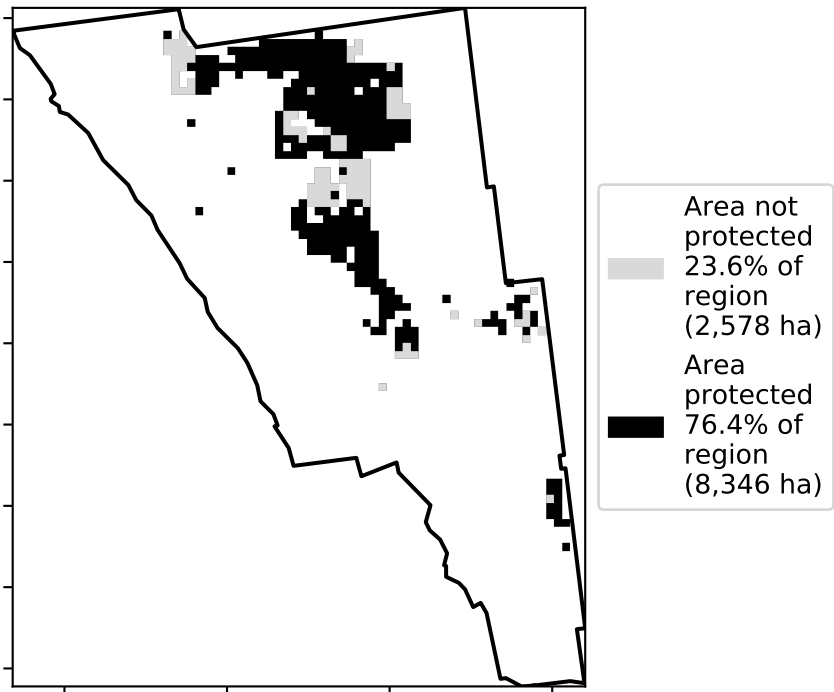 Area not
protected
23.6% of
region
(2,578 ha)
Area
protected
76.4% of
region
(8,346 ha)